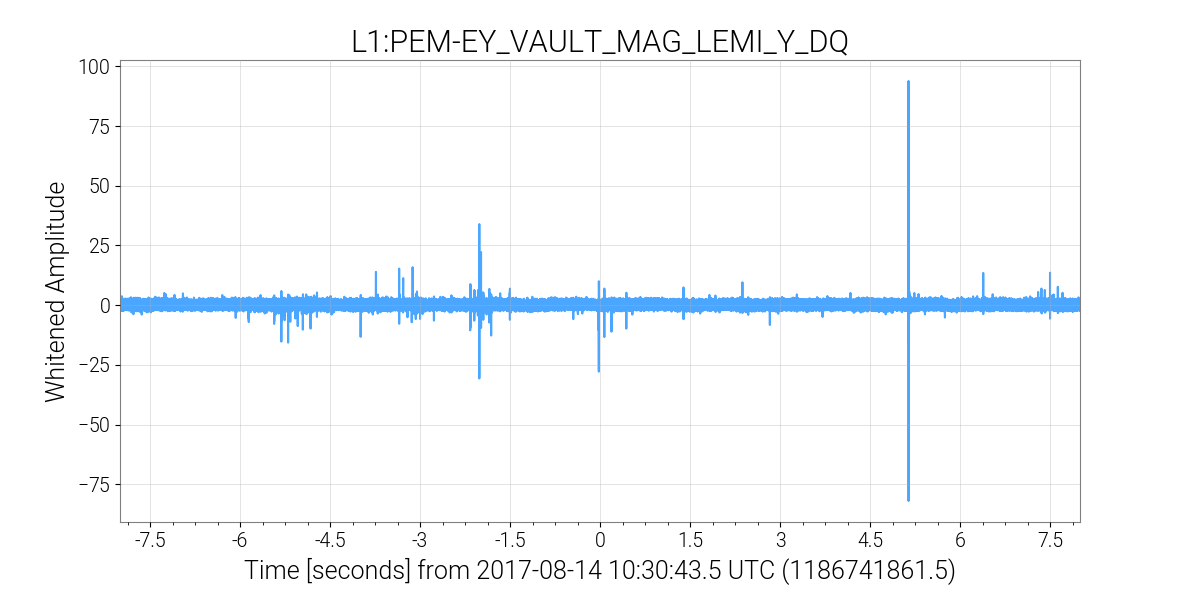 L1:PEM-EY_VAULT_MAG_LEMI_Y_DQ
100
75
50
25
0
−25
−50
−75
Whitened Amplitude
-7.5 -6 -4.5 -3 -1.5 0 1.5 3 4.5 6 7.5
Time [seconds] from 2017-08-14 10:30:43.5 UTC (1186741861.5)